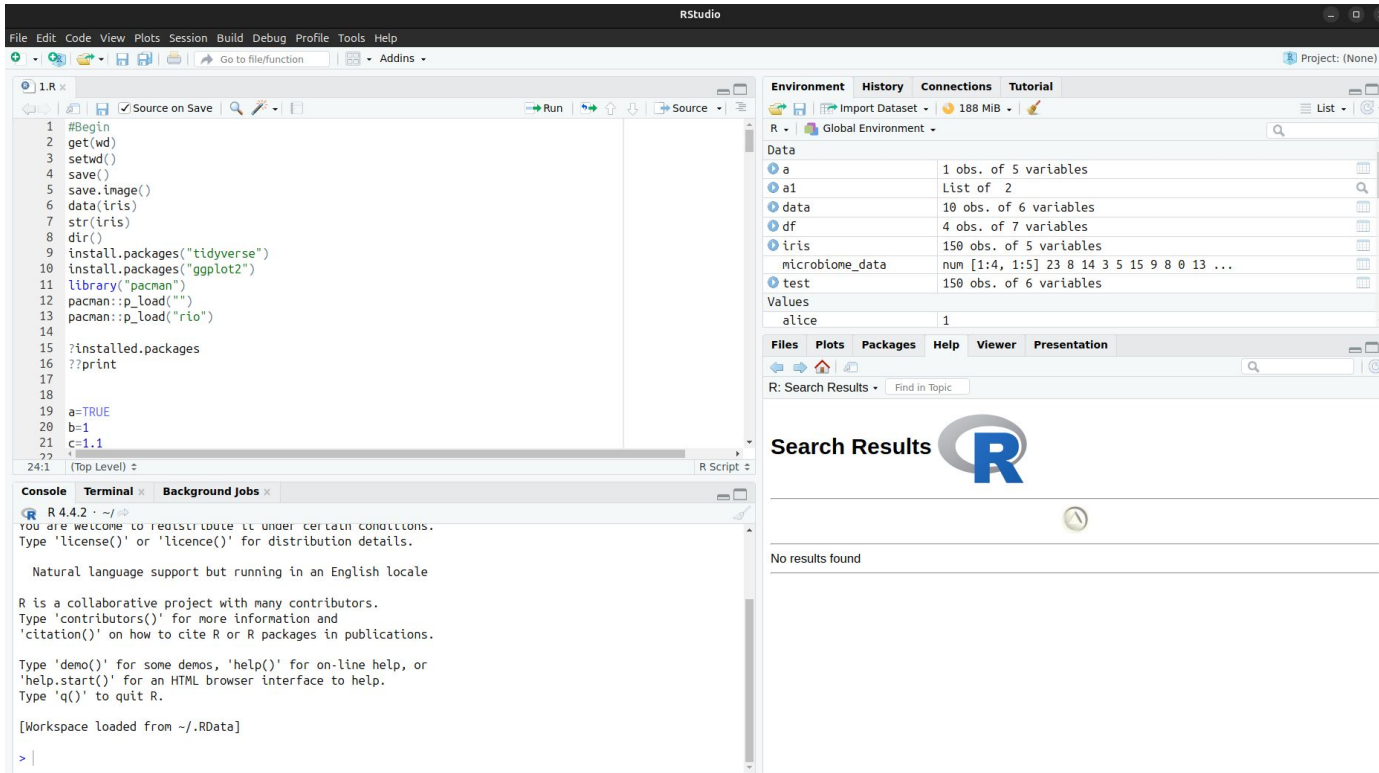 RStudio
File Edit Code View Plots Session Build Debug Profile Tools Help
Go to file/function Addins Project: (None)
1.R
Source on Save Run Source
1 #Begin
2 get(wd)
3 setwd()
4 save()
5 save.image()
6 data(iris)
7 str(iris)
8 dir()
9 install.packages("tidyverse")
10 install.packages("ggplot2")
11 library("pacman")
12 pacman::p_load("")
13 pacman::p_load("rio")
14
15 ?installed.packages
16 ??print
17
18
19 a=TRUE
20 b=1
21 c=1.1
22
24:1 (Top Level) R Script
Console Terminal Background Jobs
R 4.4.2 · ~/
You are welcome to redistribute it under certain conditions.
Type 'license()' or 'licence()' for distribution details.
Natural language support but running in an English locale
R is a collaborative project with many contributors.
Type 'contributors()' for more information and
'citation()' on how to cite R or R packages in publications.
Type 'demo()' for some demos, 'help()' for on-line help, or
'help.start()' for an HTML browser interface to help.
Type 'q()' to quit R.
[Workspace loaded from ~/.RData]
>
Environment History Connections Tutorial
Import Dataset 188 MiB List
R Global Environment
Data
a 1 obs. of 5 variables
a1 List of 2
data 10 obs. of 6 variables
df 4 obs. of 7 variables
iris 150 obs. of 5 variables
microbiome_data num [1:4, 1:5] 23 8 14 3 5 15 9 8 0 13 ...
test 150 obs. of 6 variables
Values
alice 1
Files Plots Packages Help Viewer Presentation
R: Search Results Find in Topic
Search Results R
No results found